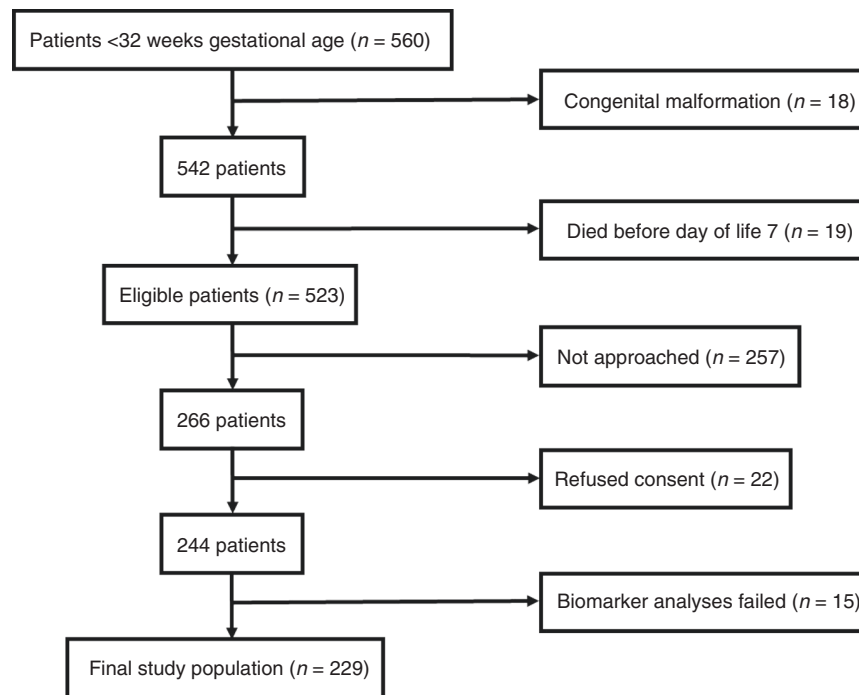 Patients <32 weeks gestational age (n = 560)
Congenital malformation (n = 18)
542 patients
Died before day of life 7 (n = 19)
Eligible patients (n = 523)
Not approached (n = 257)
266 patients
Refused consent (n = 22)
244 patients
Biomarker analyses failed (n = 15)
Final study population (n = 229)